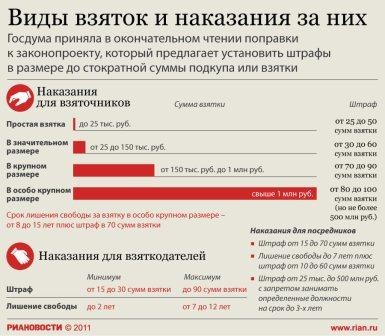 Виды взяток и наказания за них
Госдума приняла в окончательном чтении поправки
к законопроекту, который предлагает установить штрафы
в размере до стократной суммы подкупа или взятки
Наказания
для взяточников
Сумма взятки
Штраф
Простая взятка
до 25 тыс. руб.
от 25 до 50
сумм взятки
В значительном
размере
от 25 до 150 тыс. руб.
от 30 до 60
сумм взятки
В крупном
размере
от 150 тыс. руб. до 1 млн руб.
от 70 до 90
сумм взятки
В особо крупном
размере
свыше 1 млн руб.
от 80 до 100
сумм взятки
(но не более
500 млн руб.)
Срок лишения свободы за взятку в особо крупном размере –
от 8 до 15 лет плюс штраф в 70 сумм взятки
Наказания для взяткодателей
Минимум
Максимум
Штраф
от 15 до 30 сумм взятки
до 90 сумм взятки
Лишение свободы
до 2 лет
от 7 до 12 лет
Наказания для посредников
Штраф от 15 до 70 сумм взятки
Лишение свободы до 7 лет плюс
штраф от 10 до 60 сумм взятки
Штраф от 25 тыс. до 500 млн руб.
с запретом занимать
определенные должности
на срок до 3-х лет
РИАНОВОСТИ © 2011
www.rian.ru